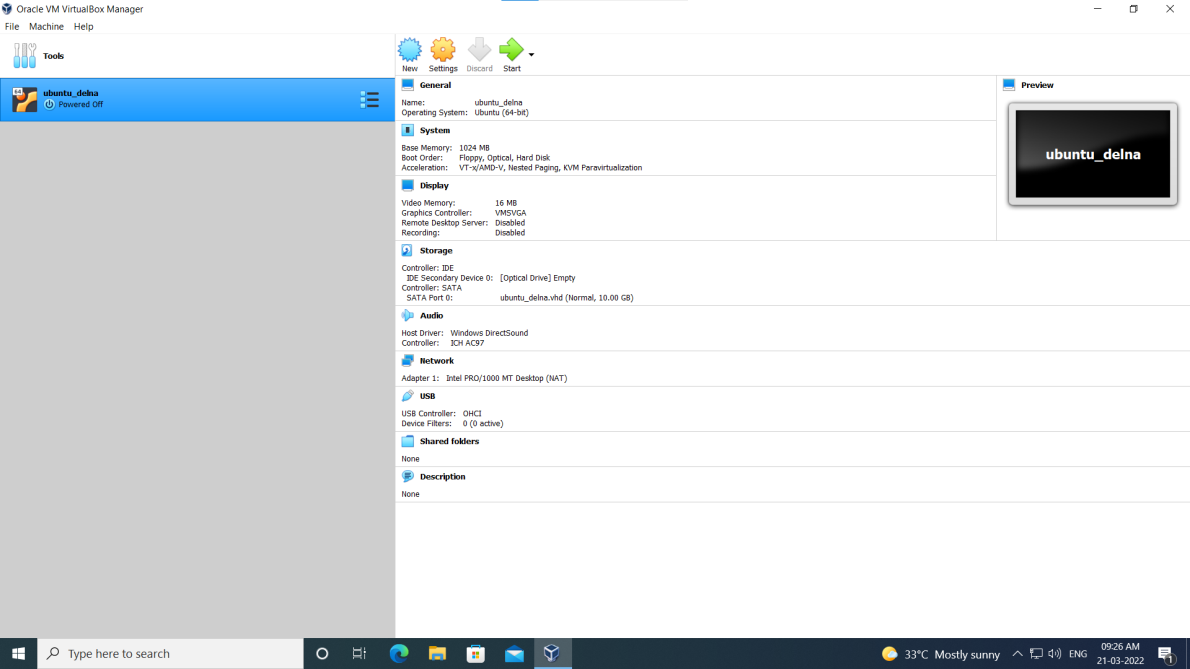 Oracle VM VirtualBox Manager
File Machine Help
Tools
New Settings Discard Start
64
ubuntu_delna
Powered Off
General
Name: ubuntu_delna
Operating System: Ubuntu (64-bit)
System
Base Memory: 1024 MB
Boot Order: Floppy, Optical, Hard Disk
Acceleration: VT-x/AMD-V, Nested Paging, KVM Paravirtualization
Display
Video Memory: 16 MB
Graphics Controller: VMSVGA
Remote Desktop Server: Disabled
Recording: Disabled
Storage
Controller: IDE
IDE Secondary Device 0: [Optical Drive] Empty
Controller: SATA
SATA Port 0: ubuntu_delna.vhd (Normal, 10.00 GB)
Audio
Host Driver: Windows DirectSound
Controller: ICH AC97
Network
Adapter 1: Intel PRO/1000 MT Desktop (NAT)
USB
USB Controller: OHCI
Device Filters: 0 (0 active)
Shared folders
None
Description
None
Preview
ubuntu_delna
Type here to search
33°C Mostly sunny
ENG
09:26 AM
21-03-2022
1